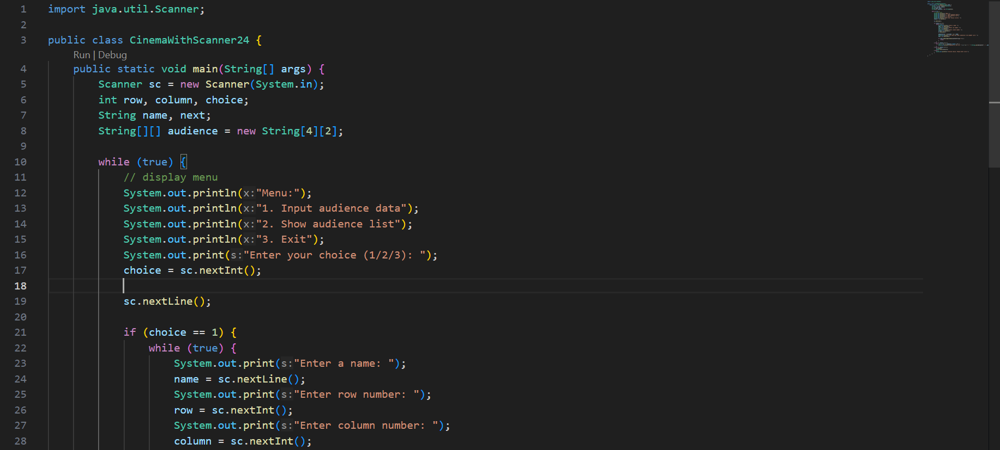 1 import java.util.Scanner;
2
3 public class CinemaWithScanner24 {
Run | Debug
4 public static void main(String[] args) {
5 Scanner sc = new Scanner(System.in);
6 int row, column, choice;
7 String name, next;
8 String[][] audience = new String[4][2];
9
10 while (true) {
11 // display menu
12 System.out.println(x:"Menu:");
13 System.out.println(x:"1. Input audience data");
14 System.out.println(x:"2. Show audience list");
15 System.out.println(x:"3. Exit");
16 System.out.print(s:"Enter your choice (1/2/3): ");
17 choice = sc.nextInt();
18
19 sc.nextLine();
20
21 if (choice == 1) {
22 while (true) {
23 System.out.print(s:"Enter a name: ");
24 name = sc.nextLine();
25 System.out.print(s:"Enter row number: ");
26 row = sc.nextInt();
27 System.out.print(s:"Enter column number: ");
28 column = sc.nextInt();